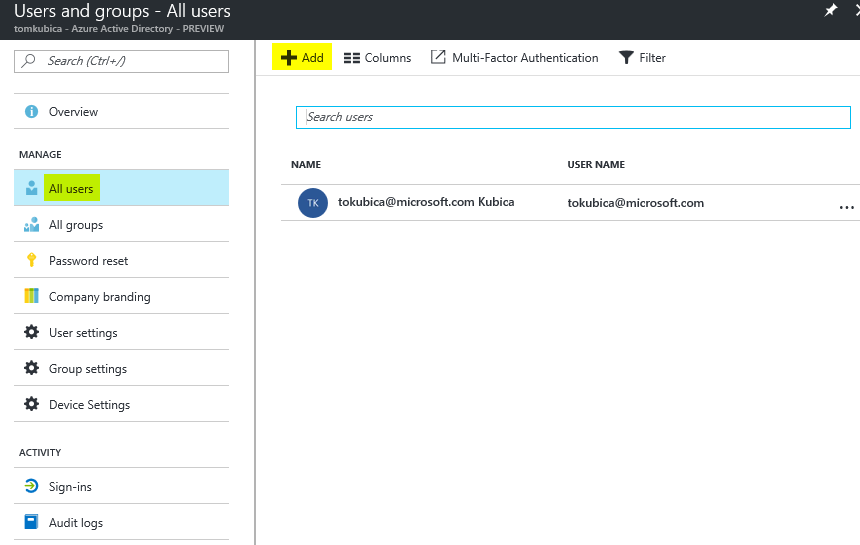 Users and groups - All users
tomkubica - Azure Active Directory - PREVIEW
Search (Ctrl+/)
Overview
MANAGE
All users
All groups
Password reset
Company branding
User settings
Group settings
Device Settings
ACTIVITY
Sign-ins
Audit logs
Add Columns Multi-Factor Authentication Filter
Search users
NAME USER NAME
TK tokubica@microsoft.com Kubica tokubica@microsoft.com ...